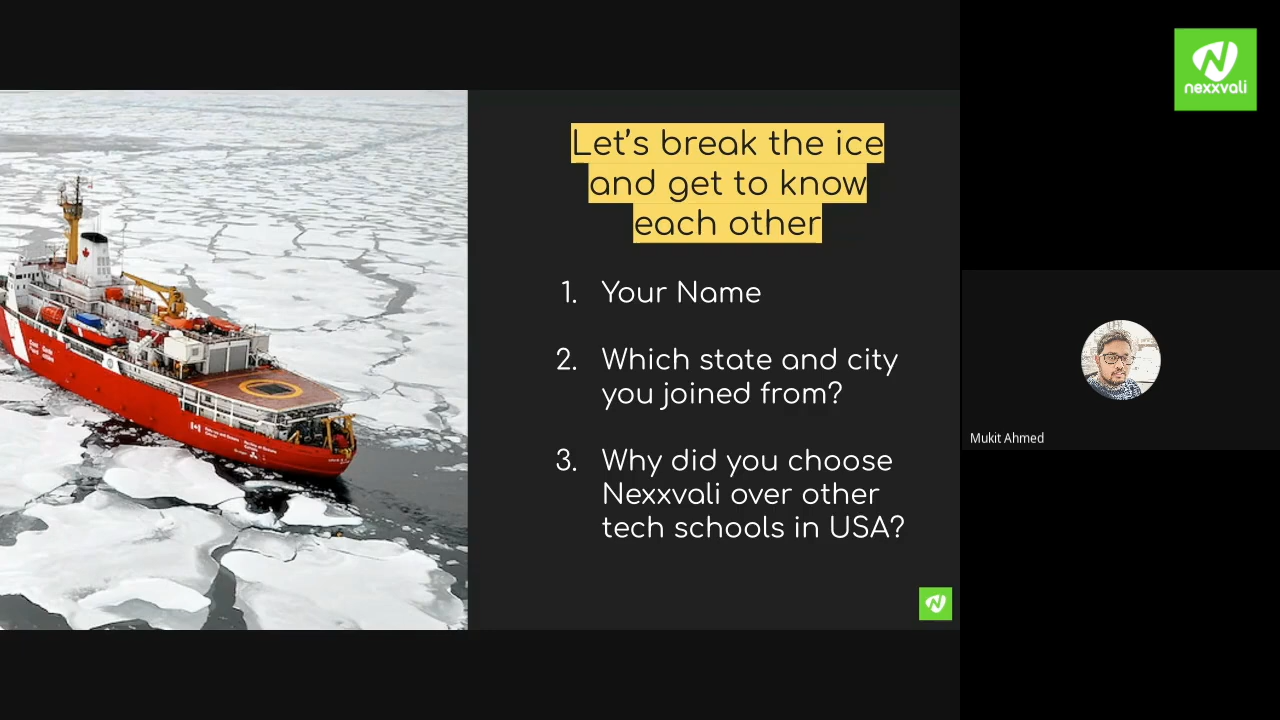 nexxvali
Let's break the ice
and get to know
each other
1. Your Name
2. Which state and city
you joined from?
3. Why did you choose
Nexxvali over other
tech schools in USA?
Mukit Ahmed